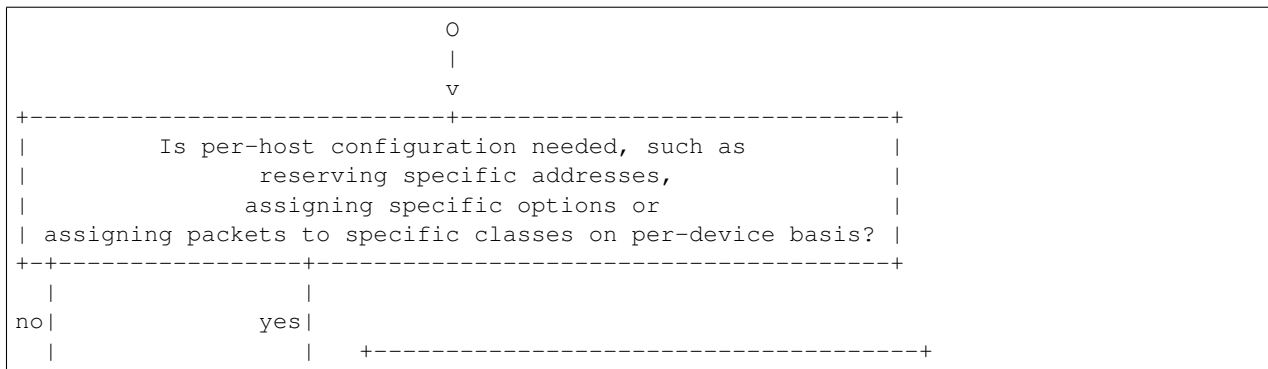 O
                              |
                              v
+-----------------------------+------------------------------+
|         Is per-host configuration needed, such as          |
|                reserving specific addresses,               |
|               assigning specific options or                |
| assigning packets to specific classes on per-device basis? |
+-+-----------------+----------------------------------------+
  |                 |
no|              yes|
  |                 |   +--------------------------------------+